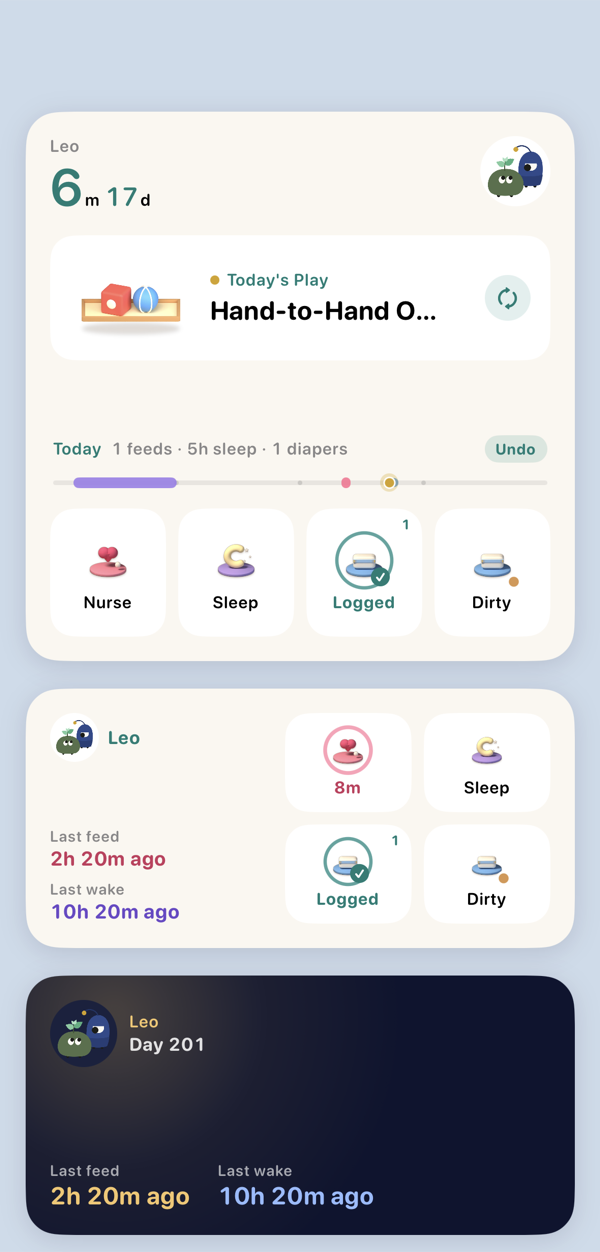 Leo
6m 17d
Today's Play
Hand-to-Hand O...
Today 1 feeds · 5h sleep · 1 diapers
Undo
1
Nurse
Sleep
Logged
Dirty
Leo
8m
Sleep
Last feed
2h 20m ago
Last wake
10h 20m ago
1
Logged
Dirty
Leo
Day 201
Last feed
2h 20m ago
Last wake
10h 20m ago